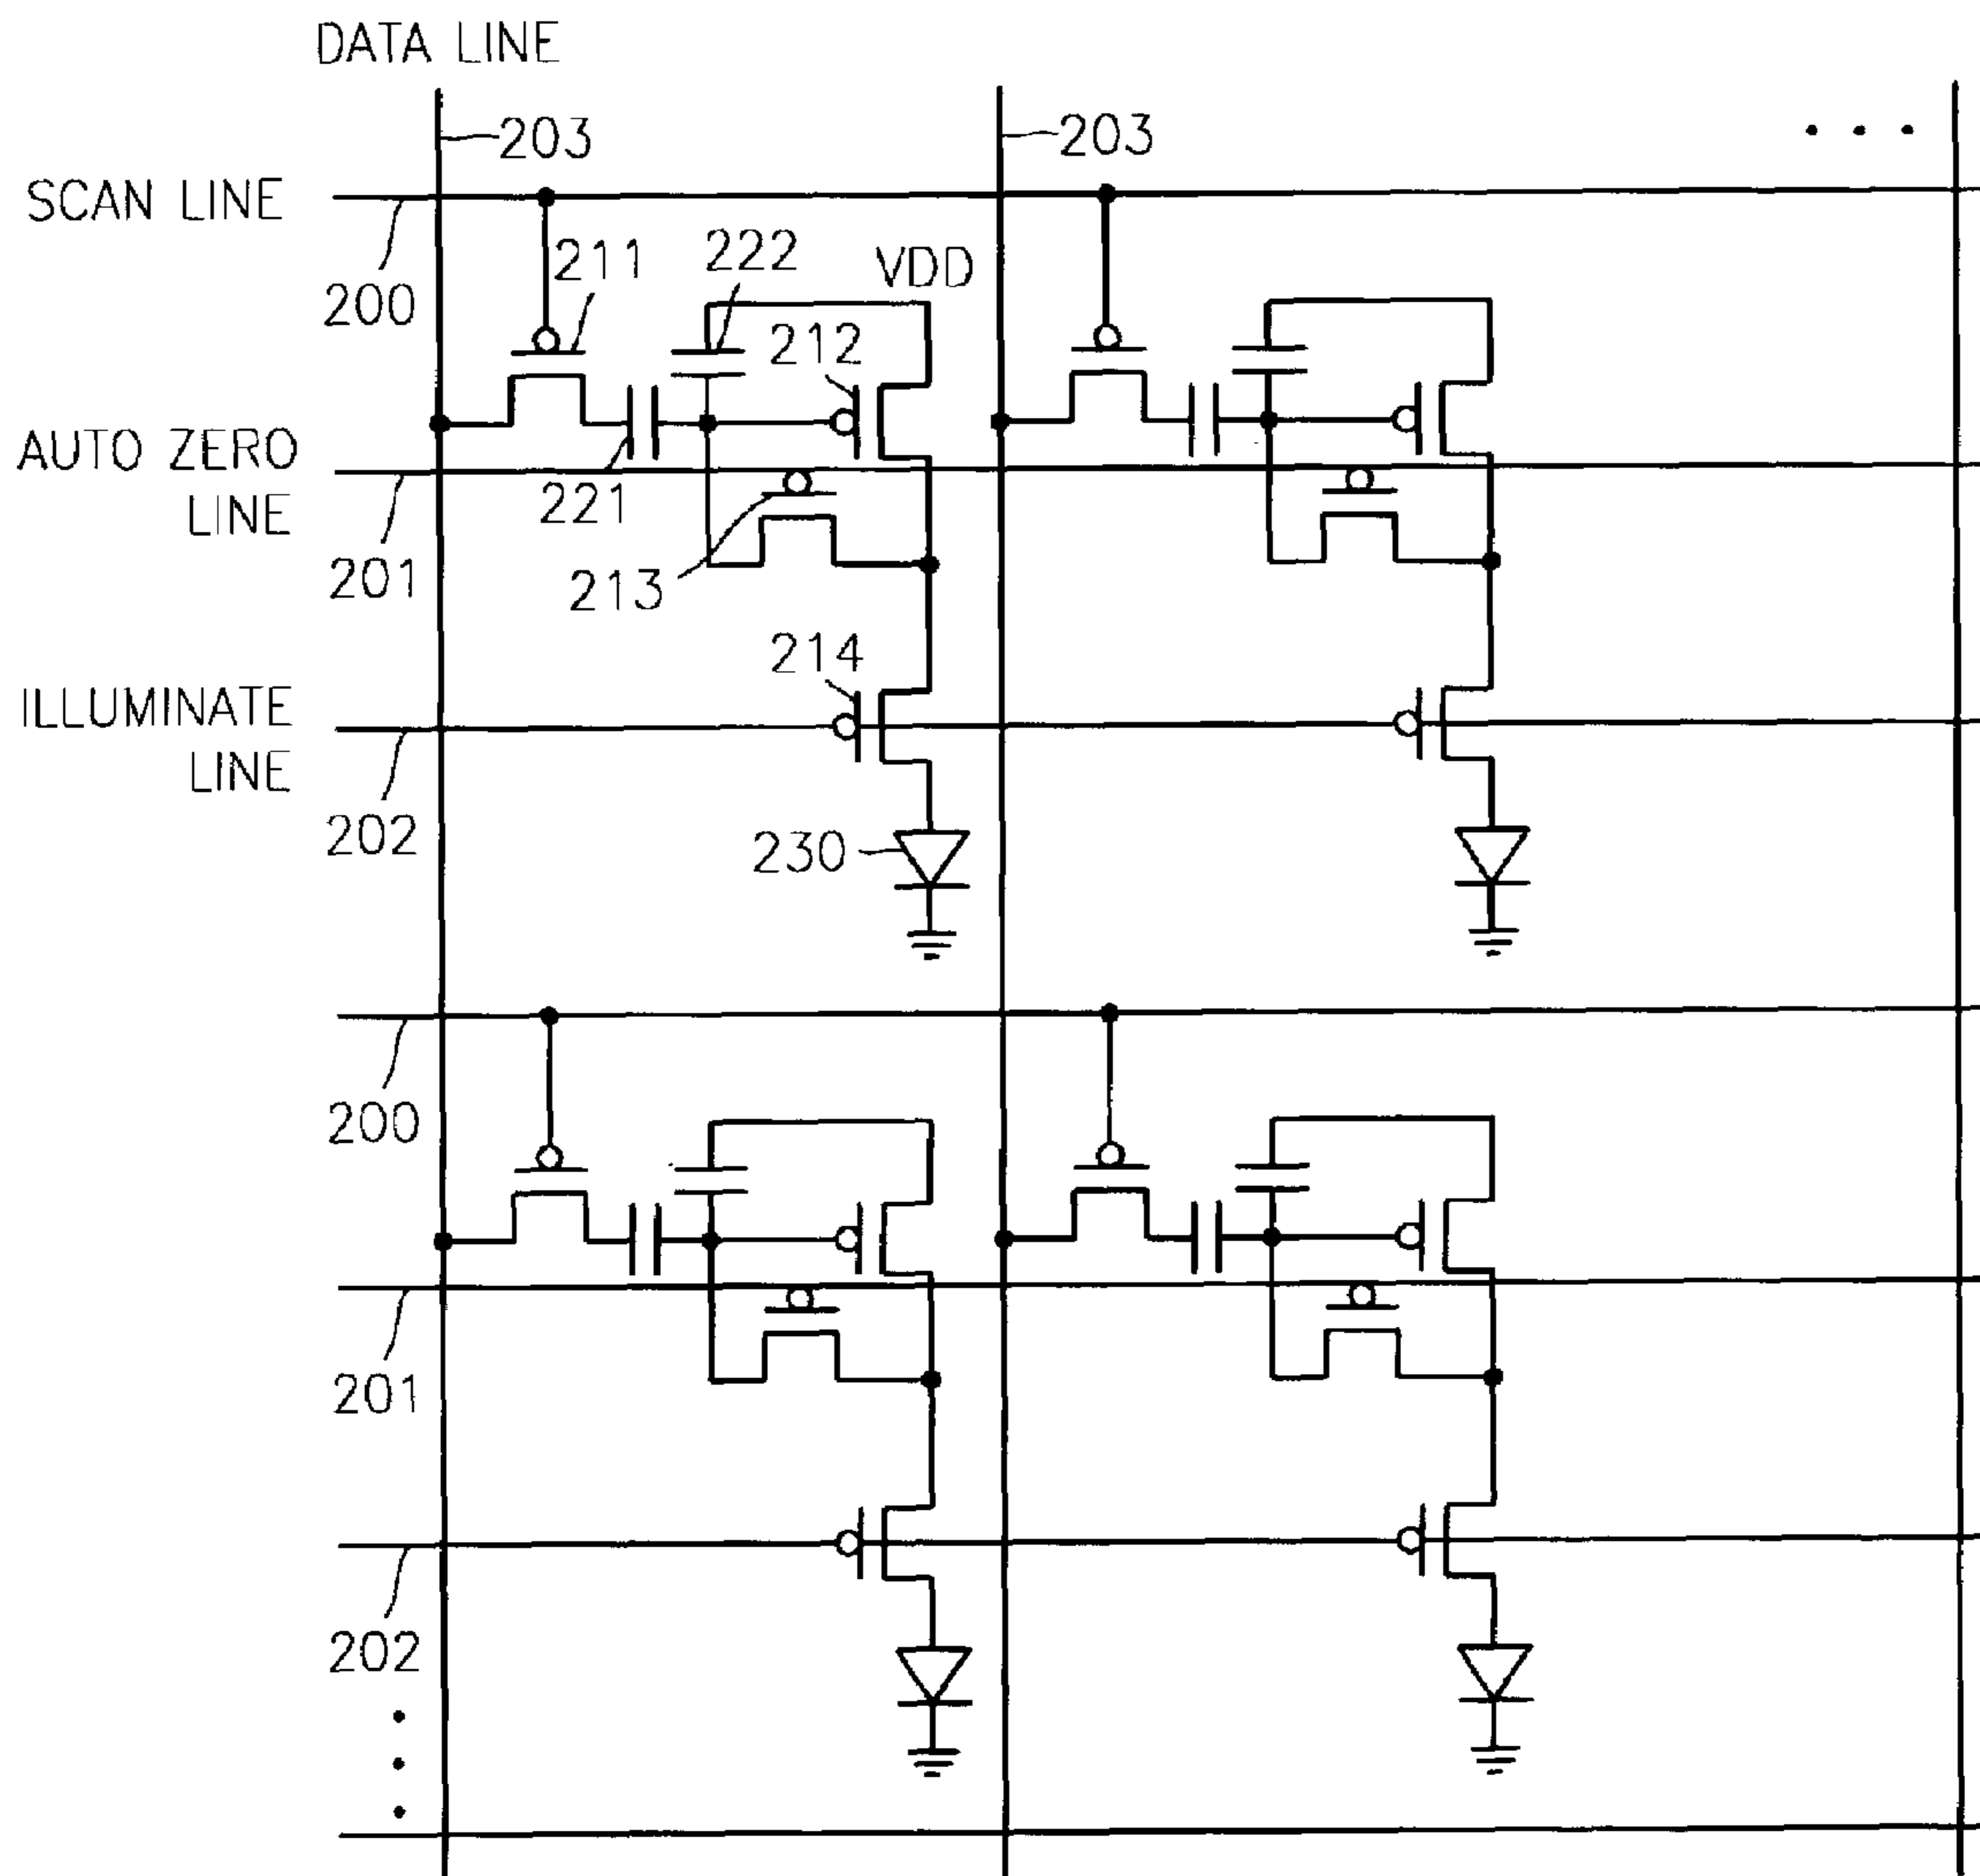 DATA LINE
203
203
SCAN LINE
200
211
222
VDD
212
AUTO ZERO
LINE
221
201
213
214
ILLUMINATE
LINE
202
230
200
201
202